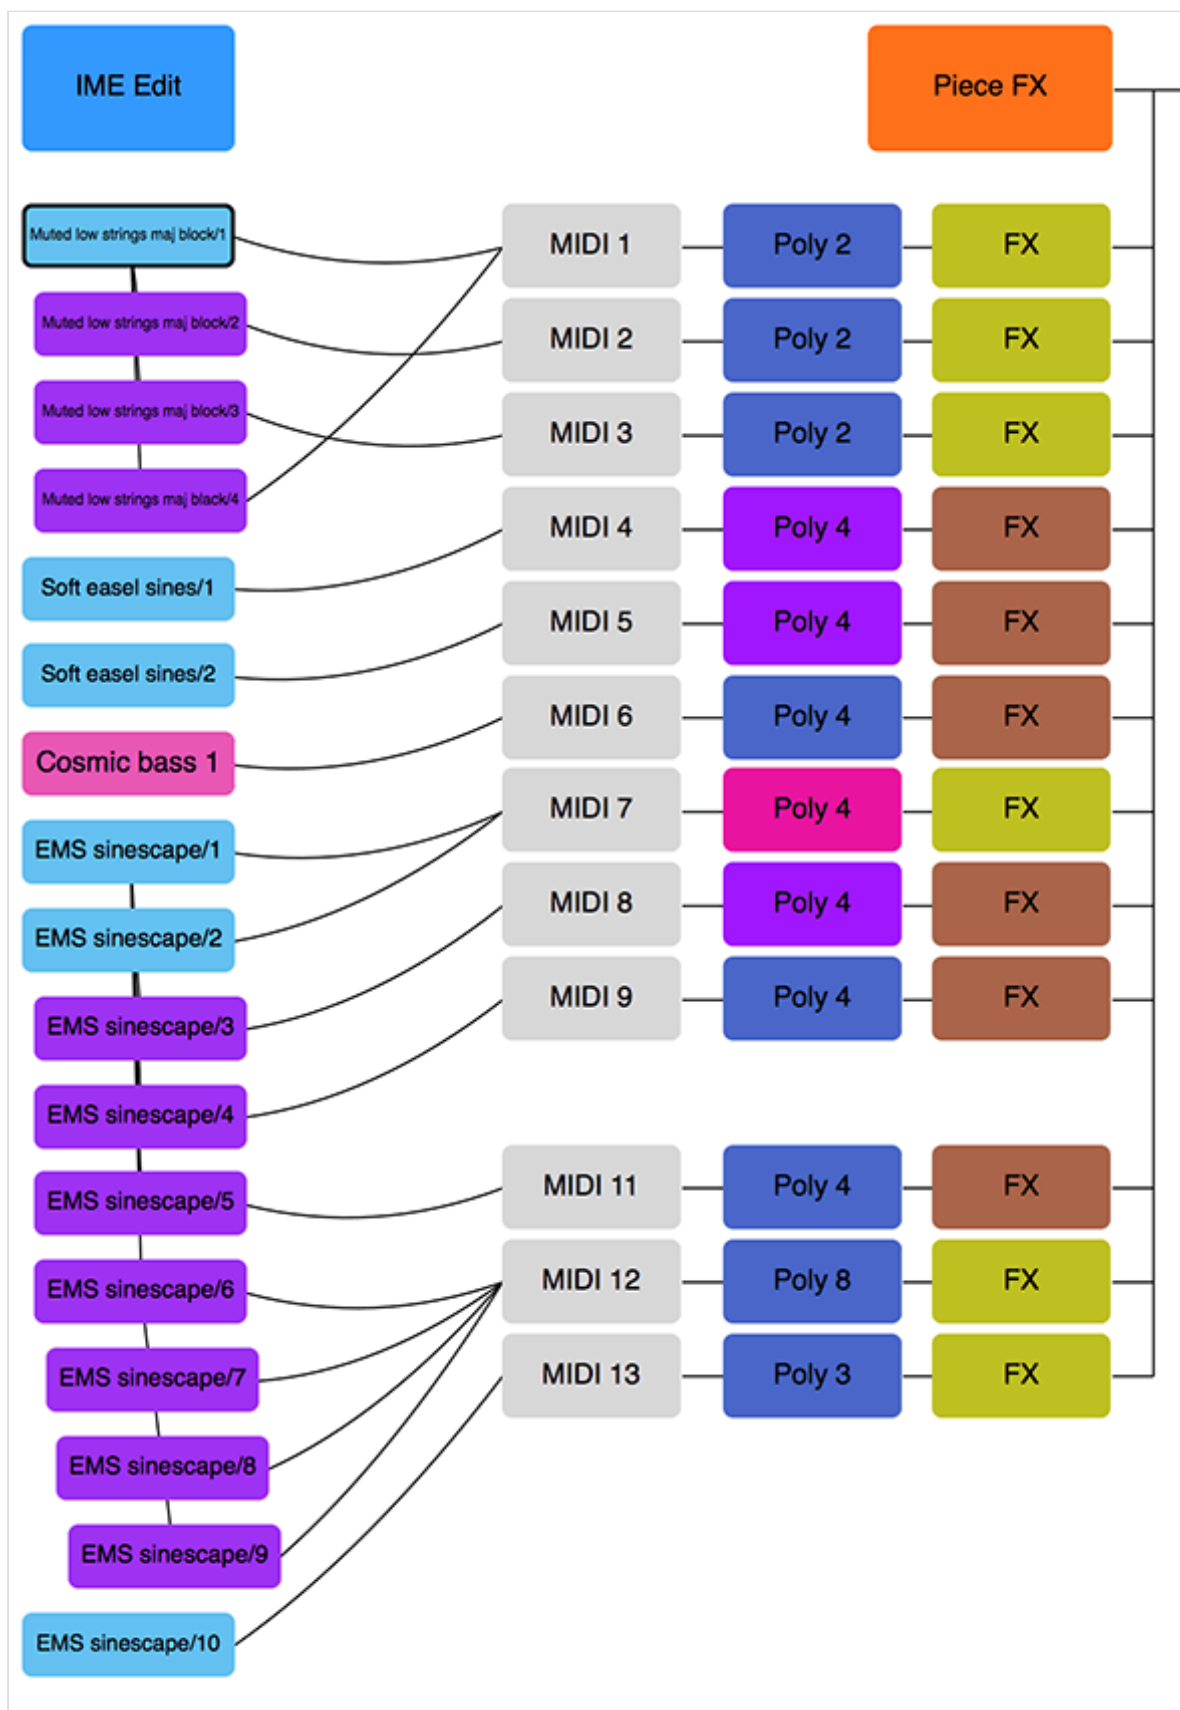 IME Edit
Piece FX
Muted low strings maj block/1
MIDI 1
Poly 2
FX
Muted low strings maj block/2
MIDI 2
Poly 2
FX
Muted low strings maj block/3
MIDI 3
Poly 2
FX
Muted low strings maj black/4
MIDI 4
Poly 4
FX
Soft easel sines/1
MIDI 5
Poly 4
FX
Soft easel sines/2
MIDI 6
Poly 4
FX
Cosmic bass 1
MIDI 7
Poly 4
FX
EMS sinescape/1
MIDI 8
Poly 4
FX
EMS sinescape/2
MIDI 9
Poly 4
FX
EMS sinescape/3
EMS sinescape/4
MIDI 11
Poly 4
FX
EMS sinescape/5
MIDI 12
Poly 8
FX
EMS sinescape/6
MIDI 13
Poly 3
FX
EMS sinescape/7
EMS sinescape/8
EMS sinescape/9
EMS sinescape/10